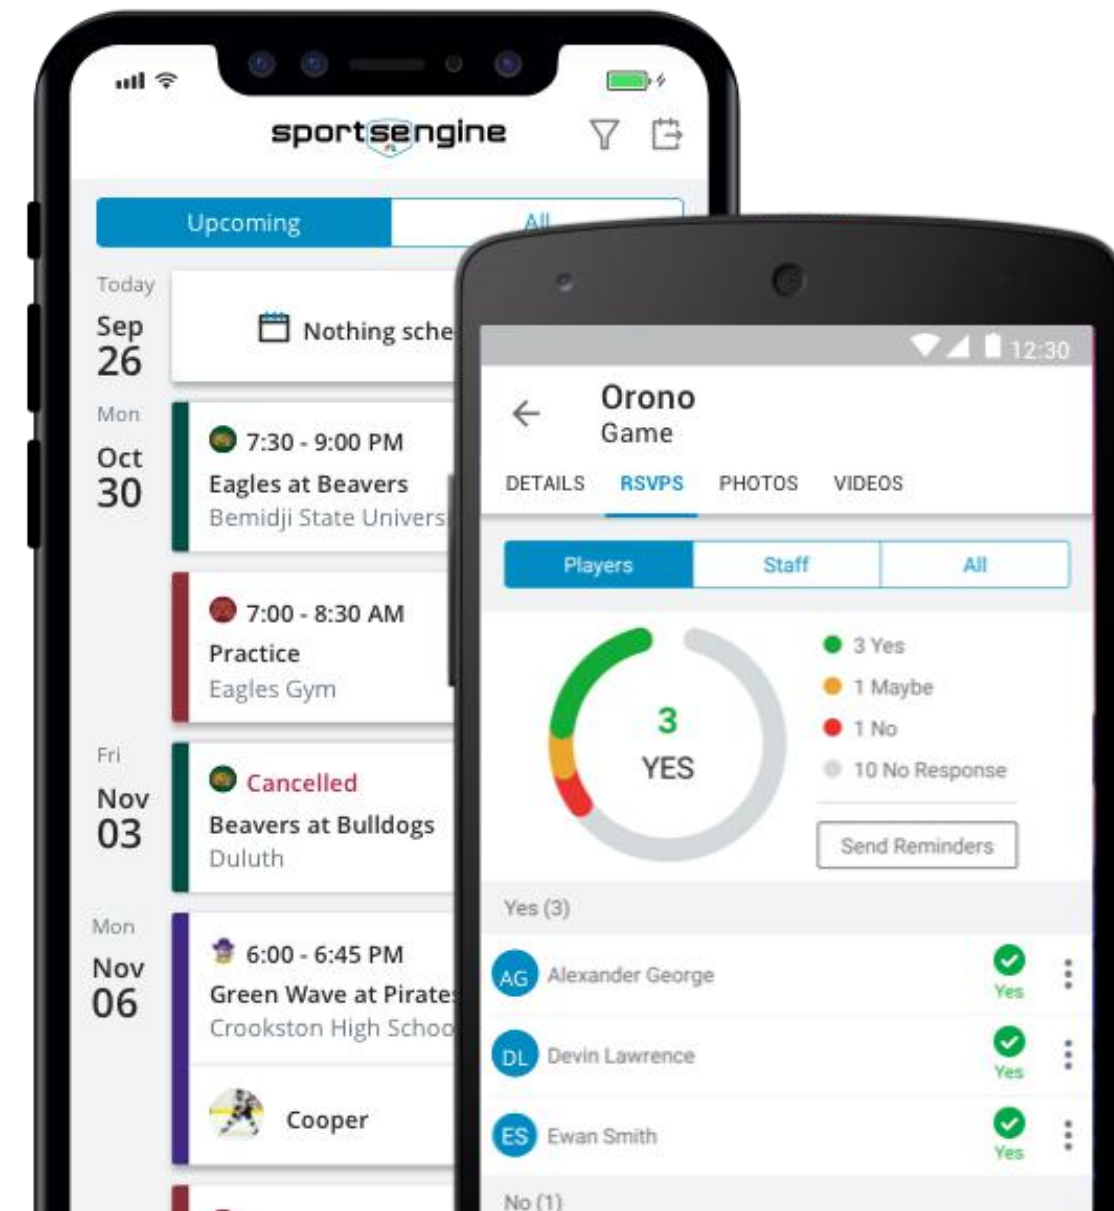 sportsengine
Upcoming
All
Today
Sep
26
Nothing sche
Mon
Oct
30
7:30 - 9:00 PM
Eagles at Beavers
Bemidji State Univers
7:00 - 8:30 AM
Practice
Eagles Gym
Fri
Nov
03
Cancelled
Beavers at Bulldogs
Duluth
Mon
Nov
06
6:00 - 6:45 PM
Green Wave at Pirates
Crookston High Schoo
Cooper
12:30
Orono
Game
DETAILS RSVPS PHOTOS VIDEOS
Players Staff All
3
YES
3 Yes
1 Maybe
1 No
10 No Response
Send Reminders
Yes (3)
AG Alexander George Yes
DL Devin Lawrence Yes
ES Ewan Smith Yes
No (1)